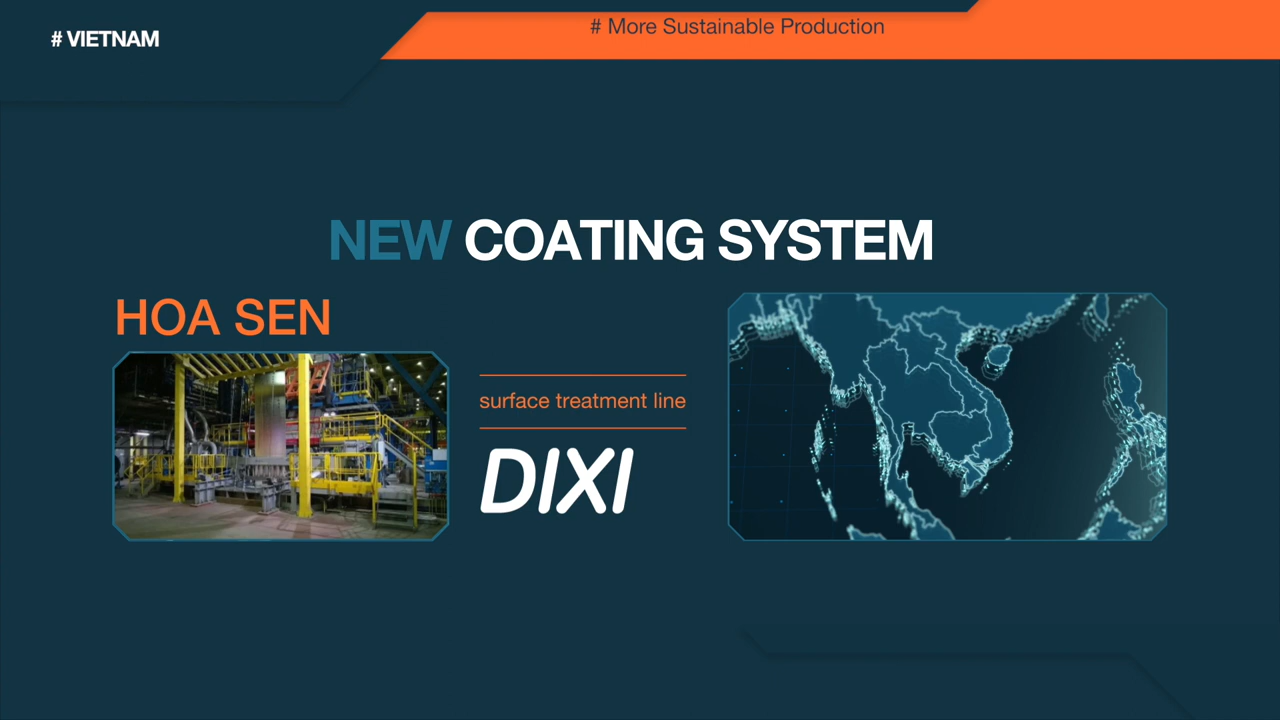 # VIETNAM
# More Sustainable Production
NEW COATING SYSTEM
HOA SEN
surface treatment line
DIXI